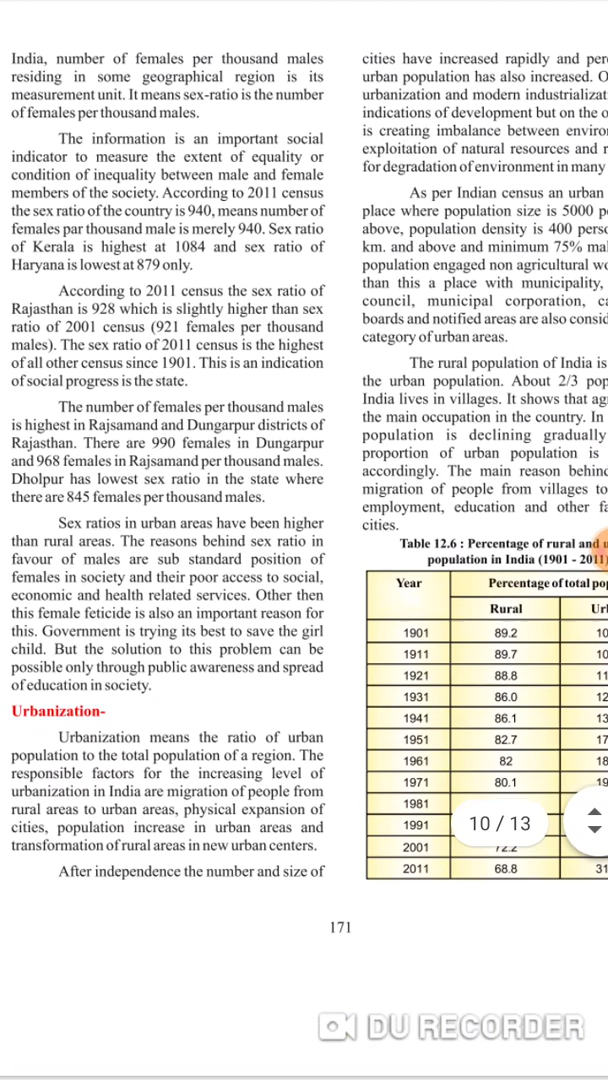 India, number of females per thousand males
residing in some geographical region is its
measurement unit. It means sex-ratio is the number
of females per thousand males.
The information is an important social
indicator to measure the extent of equality or
condition of inequality between male and female
members of the society. According to 2011 census
the sex ratio of the country is 940, means number of
females par thousand male is merely 940. Sex ratio
of Kerala is highest at 1084 and sex ratio of
Haryana is lowest at 879 only.
According to 2011 census the sex ratio of
Rajasthan is 928 which is slightly higher than sex
ratio of 2001 census (921 females per thousand
males). The sex ratio of 2011 census is the highest
of all other census since 1901. This is an indication
of social progress is the state.
The number of females per thousand males
is highest in Rajsamand and Dungarpur districts of
Rajasthan. There are 990 females in Dungarpur
and 968 females in Rajsamand per thousand males.
Dholpur has lowest sex ratio in the state where
there are 845 females per thousand males.
Sex ratios in urban areas have been higher
than rural areas. The reasons behind sex ratio in
favour of males are sub standard position of
females in society and their poor access to social,
economic and health related services. Other then
this female feticide is also an important reason for
this. Government is trying its best to save the girl
child. But the solution to this problem can be
possible only through public awareness and spread
of education in society.
Urbanization-
Urbanization means the ratio of urban
population to the total population of a region. The
responsible factors for the increasing level of
urbanization in India are migration of people from
rural areas to urban areas, physical expansion of
cities, population increase in urban areas and
transformation of rural areas in new urban centers.
After independence the number and size of
cities have increased rapidly and
urban population has also increased.
urbanization and modern
indications of development but on the
is creating imbalance between
exploitation of natural resources and
for degradation of environment in many
As per Indian census an urban
place where population size is 5000
above, population density is 400
km. and above and minimum 75%
population engaged non agricultural
than this a place with municipality,
council, municipal corporation,
boards and notified areas are also
category of urban areas.
The rural population of India is
the urban population. About 2/3
India lives in villages. It shows that
the main occupation in the country. In
population is declining gradually
proportion of urban population is
accordingly. The main reason
migration of people from villages to
employment, education and other
cities.
Table 12.6 : Percentage of rural and
population in India (1901 - 2011)
Year Percentage of total
Rural
1901 89.2 10
1911 89.7 10
1921 88.8 11
1931 86.0 12
1941 86.1 13
1951 82.7 17
1961 82 18
1971 80.1 19
1981
1991
2001 72.2
2011 68.8 31
10 / 13
171
DU RECORDER